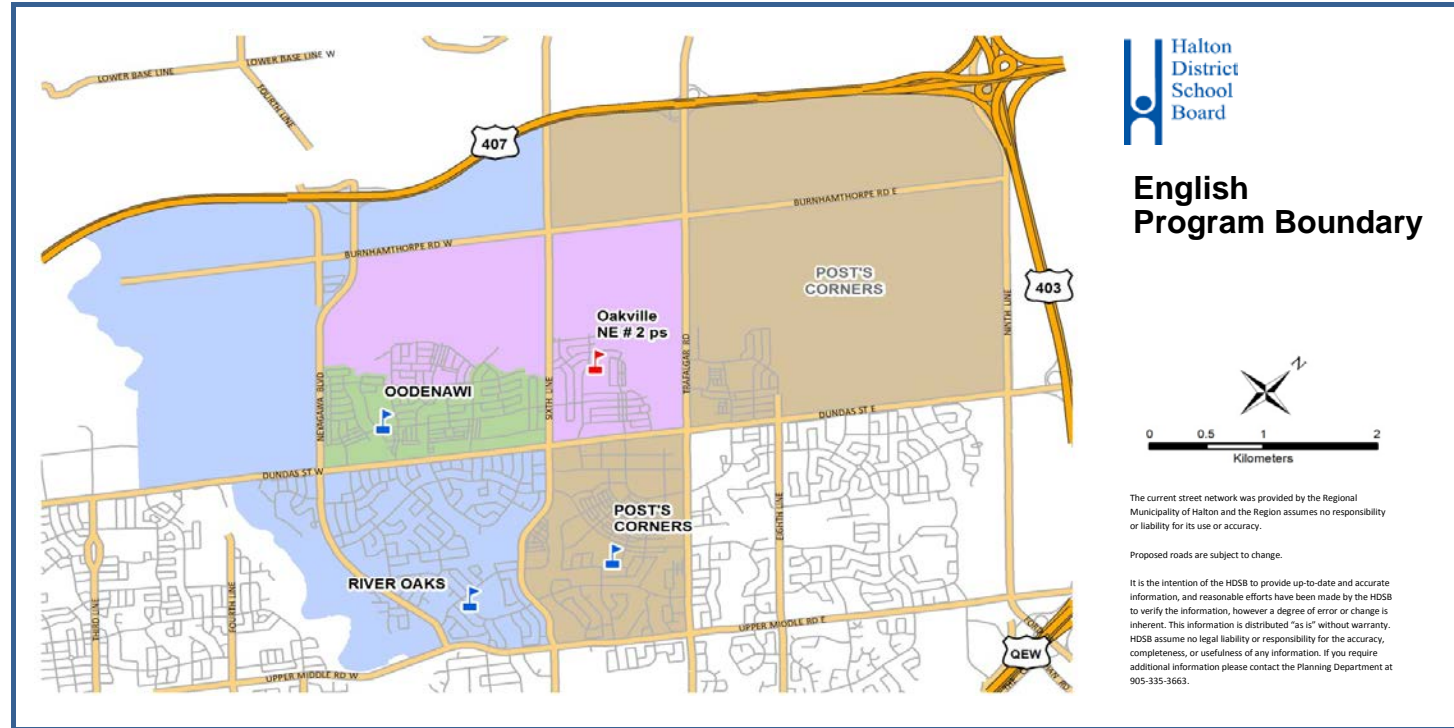 LOWER BASE LINE
LOWER BASE LINE W
FOURTH LINE
407
BURNHAMTHORPE RD W
BURNHAMTHORPE RD E
POST'S
CORNERS
403
NINTH LINE
Oakville
NE # 2 ps
TRAFALGAR RD
SIXTH LINE
NEYAGAWA BLVD
OODENAWI
DUNDAS ST E
DUNDAS ST W
POST'S
CORNERS
EIGHTH LINE
RIVER OAKS
THIRD LINE
FOURTH LINE
UPPER MIDDLE RD E
UPPER MIDDLE RD W
QEW
Halton
District
School
Board
English
Program Boundary
N
0 0.5 1 2
Kilometers
The current street network was provided by the Regional
Municipality of Halton and the Region assumes no responsibility
or liability for its use or accuracy.
Proposed roads are subject to change.
It is the intention of the HDSB to provide up-to-date and accurate
information, and reasonable efforts have been made by the HDSB
to verify the information, however a degree of error or change is
inherent. This information is distributed “as is” without warranty.
HDSB assume no legal liability or responsibility for the accuracy,
completeness, or usefulness of any information. If you require
additional information please contact the Planning Department at
905-335-3663.